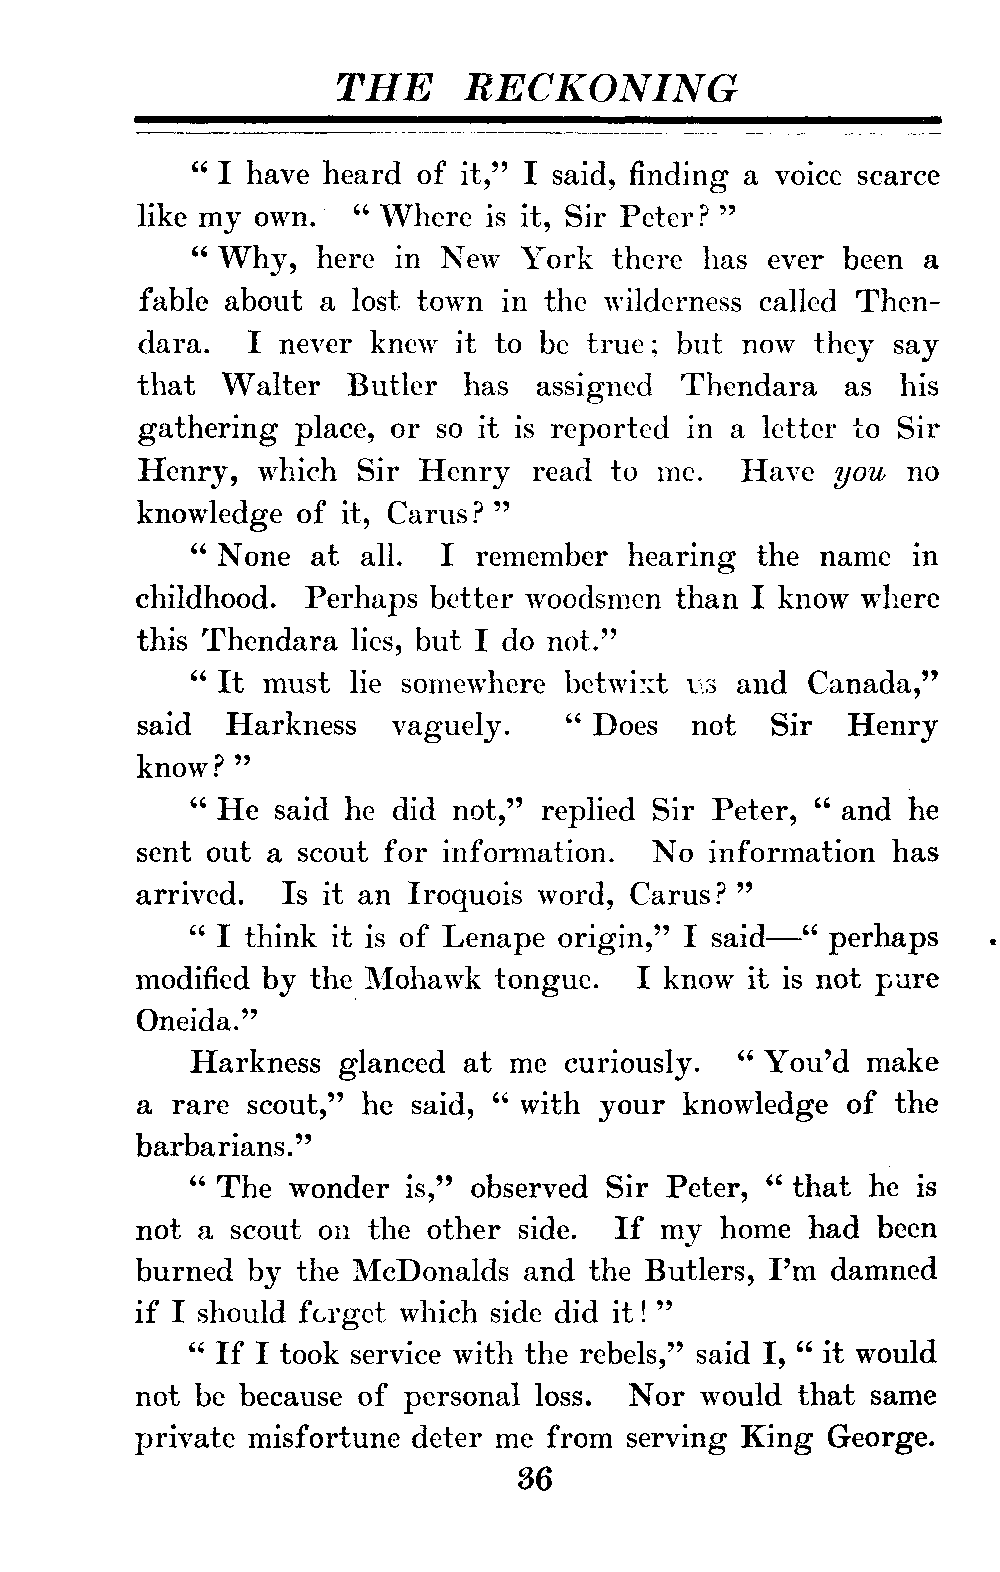 THE RECKONING
“ I have heard of it,” I said, finding a voice scarce
like my own. “ Where is it, Sir Peter? ”
“ Why, here in New York there has ever been a
fable about a lost town in the wilderness called Then-
dara. I never knew it to be true; but now they say
that Walter Butler has assigned Thendara as his
gathering place, or so it is reported in a letter to Sir
Henry, which Sir Henry read to me. Have you no
knowledge of it, Carus? ”
“ None at all. I remember hearing the name in
childhood. Perhaps better woodsmen than I know where
this Thendara lies, but I do not.”
“ It must lie somewhere betwixt us and Canada,”
said Harkness vaguely. “ Does not Sir Henry
know? ”
“ He said he did not,” replied Sir Peter, “ and he
sent out a scout for information. No information has
arrived. Is it an Iroquois word, Carus? ”
“ I think it is of Lenape origin,” I said—“ perhaps
modified by the Mohawk tongue. I know it is not pure
Oneida.”
Harkness glanced at me curiously. “ You’d make
a rare scout,” he said, “ with your knowledge of the
barbarians.”
“ The wonder is,” observed Sir Peter, “ that he is
not a scout on the other side. If my home had been
burned by the McDonalds and the Butlers, I’m damned
if I should forget which side did it! ”
“ If I took service with the rebels,” said I, “ it would
not be because of personal loss. Nor would that same
private misfortune deter me from serving King George.
36